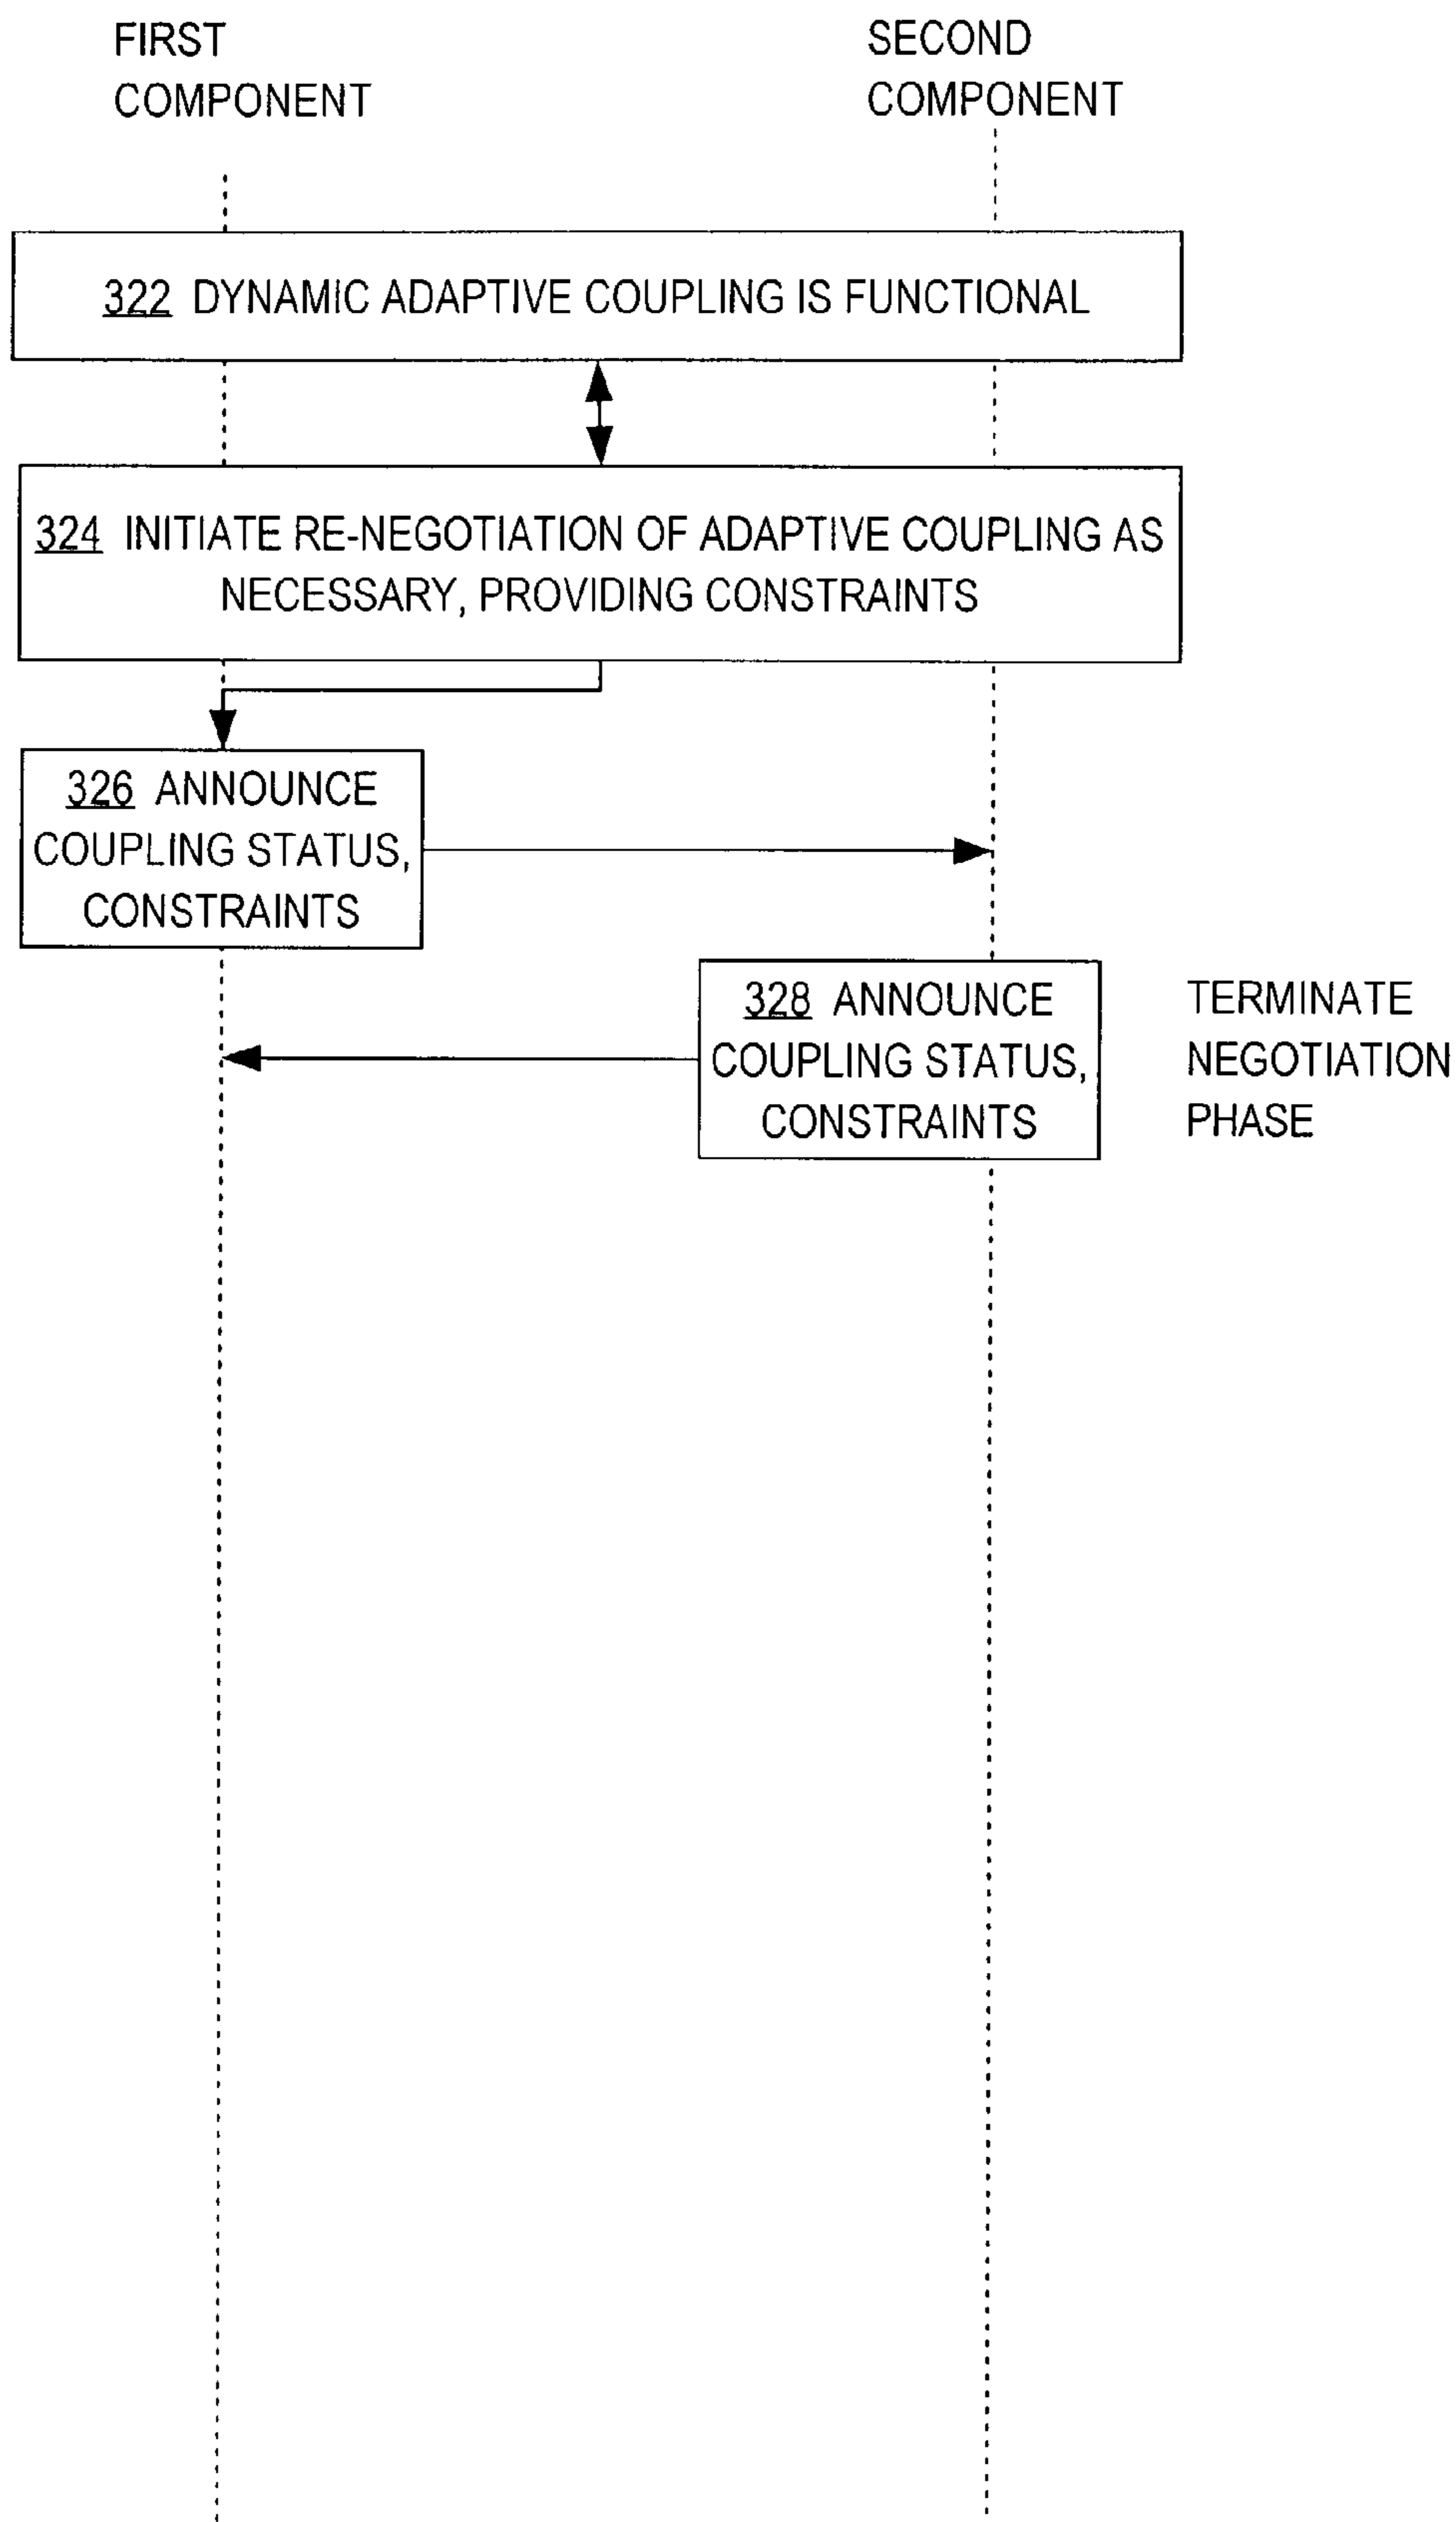 FIRST
COMPONENT
SECOND
COMPONENT
322 DYNAMIC ADAPTIVE COUPLING IS FUNCTIONAL
324 INITIATE RE-NEGOTIATION OF ADAPTIVE COUPLING AS
NECESSARY, PROVIDING CONSTRAINTS
326 ANNOUNCE
COUPLING STATUS,
CONSTRAINTS
328 ANNOUNCE
COUPLING STATUS,
CONSTRAINTS
TERMINATE
NEGOTIATION
PHASE